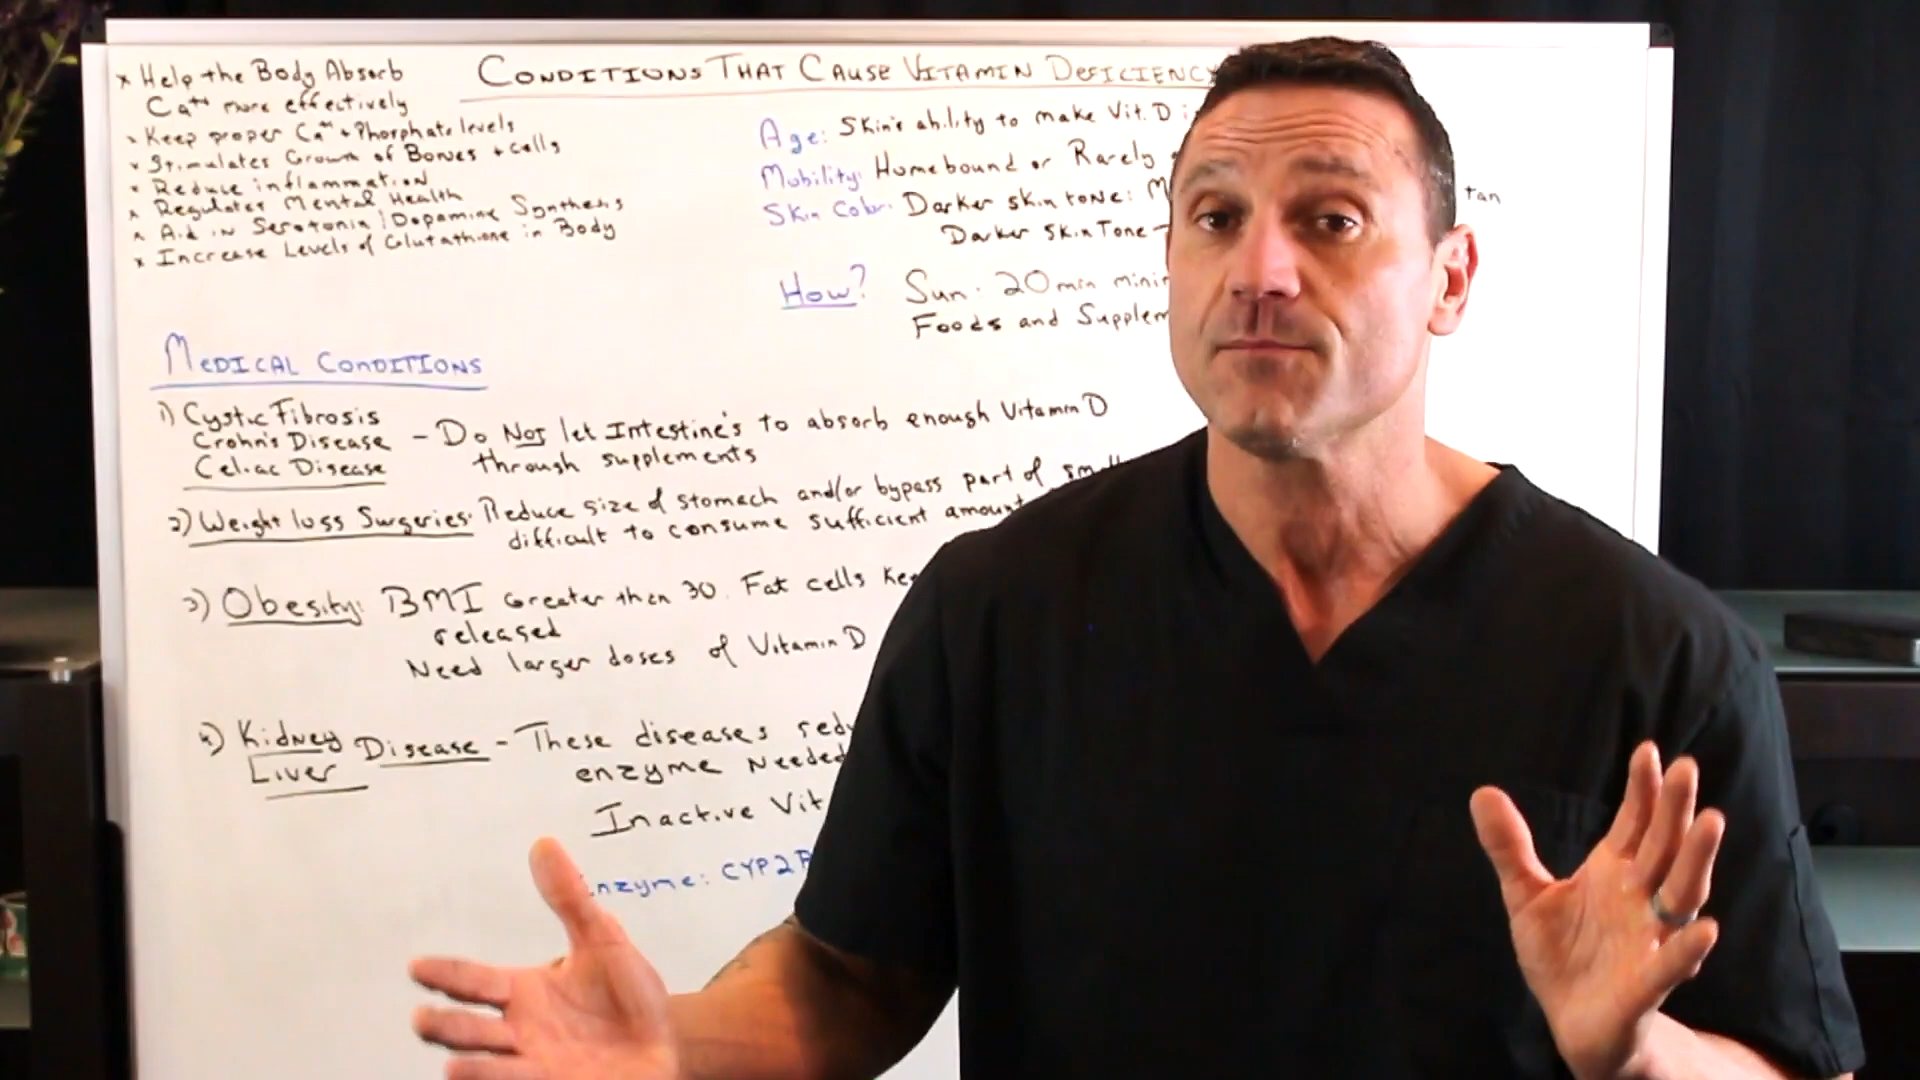 CONDITIONS THAT CAUSE VITAMIN DEFICIENCY
x Help the Body Absorb
Ca++ more effectively
x Keep proper Ca++ + Phosphate levels
x Stimulates Growth of Bones + cells
x Reduce inflammation
x Regulates Mental Health
x Aid in Serotonin | Dopamine Synthesis
x Increase Levels of Glutathione in Body
Age: Skin's ability to make Vit. D
Mobility: Homebound or Rarely
Skin Color: Darker skin tone:
tan
Darker Skin Tone -
How? Sun: 20 min
Foods and
MEDICAL CONDITIONS
1) Cystic Fibrosis
Crohn's Disease
Celiac Disease
- Do NOT let Intestine's to absorb enough Vitamin D
through supplements
2) Weight loss Surgeries: Reduce size of stomach and/or bypass part of
difficult to consume sufficient amount
3) Obesity: BMI Greater than 30. Fat cells
released
Need larger doses of Vitamin D
4) Kidney Disease - These diseases
Liver
enzyme Needed
Inactive Vit
Enzyme: CYP2R